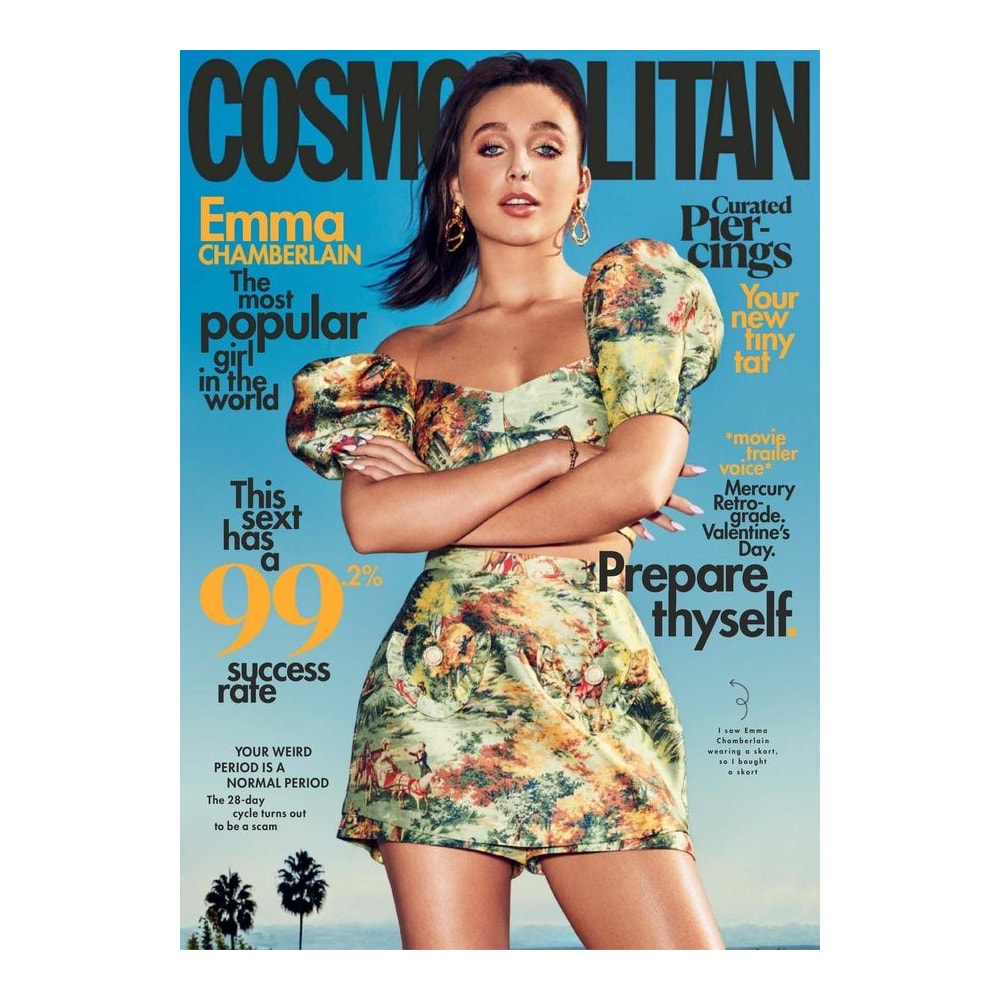 COSMOPOLITAN
Emma
CHAMBERLAIN
The
most
popular
girl
in the
world
This
sext
has
a
99.2%
success
rate
YOUR WEIRD
PERIOD IS A
NORMAL PERIOD
The 28-day
cycle turns out
to be a scam
Curated
Pier-
cings
Your
new
tiny
tat
*movie
trailer
voice*
Mercury
Retro-
grade.
Valentine's
Day.
Prepare
thyself.
I saw Emma
Chamberlain
wearing a skort,
so I bought
a skort